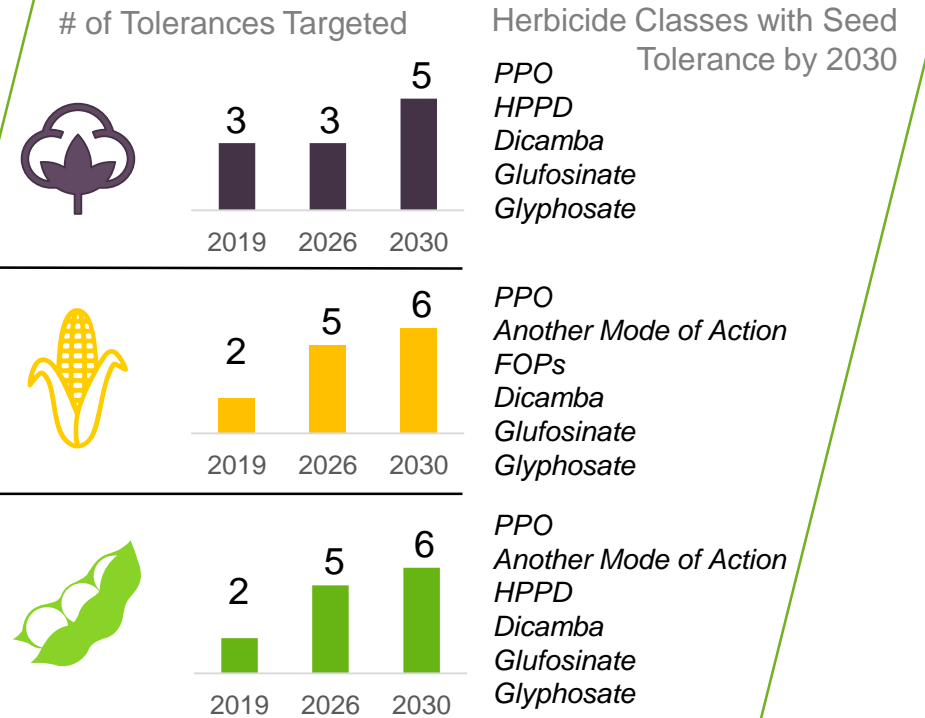 # of Tolerances Targeted
Herbicide Classes with Seed
Tolerance by 2030
3
3
5
2019
2026
2030
PPO
HPPD
Dicamba
Glufosinate
Glyphosate
2
5
6
2019
2026
2030
PPO
Another Mode of Action
FOPs
Dicamba
Glufosinate
Glyphosate
2
5
6
2019
2026
2030
PPO
Another Mode of Action
HPPD
Dicamba
Glufosinate
Glyphosate